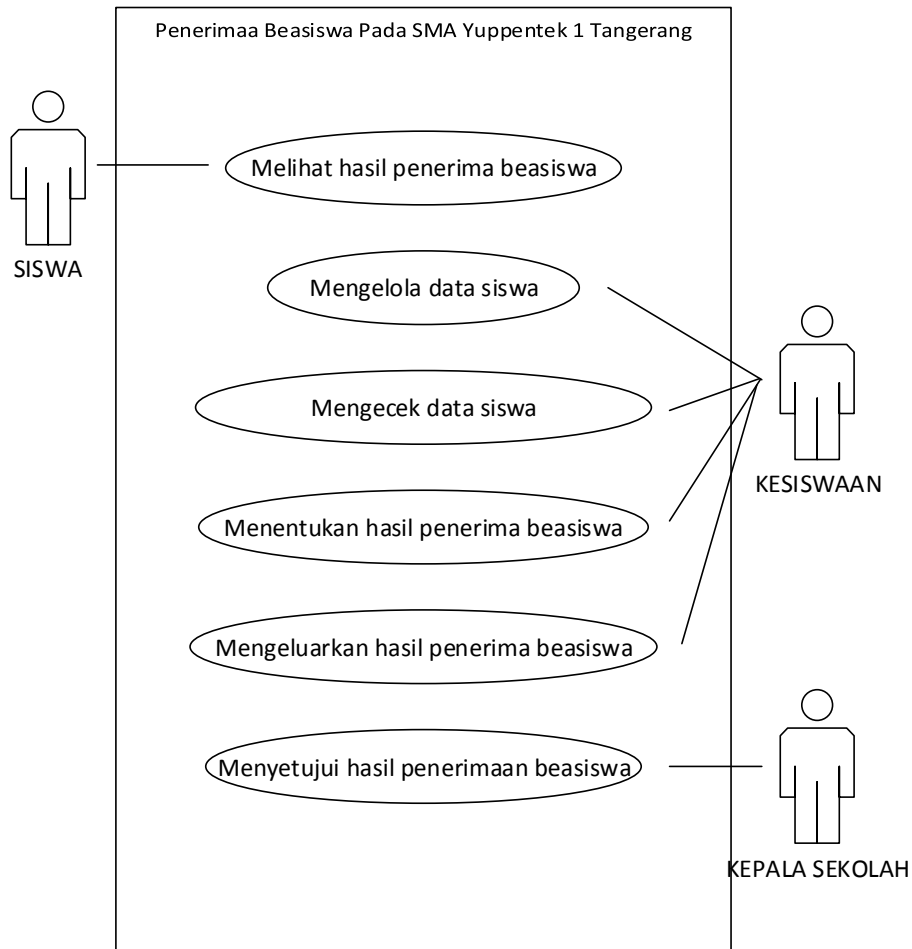 Penerimaa Beasiswa Pada SMA Yuppentek 1 Tangerang
Melihat hasil penerima beasiswa
SISWA
Mengelola data siswa
Mengecek data siswa
KESISWAAN
Menentukan hasil penerima beasiswa
Mengeluarkan hasil penerima beasiswa
Menyetujui hasil penerimaan beasiswa
KEPALA SEKOLAH